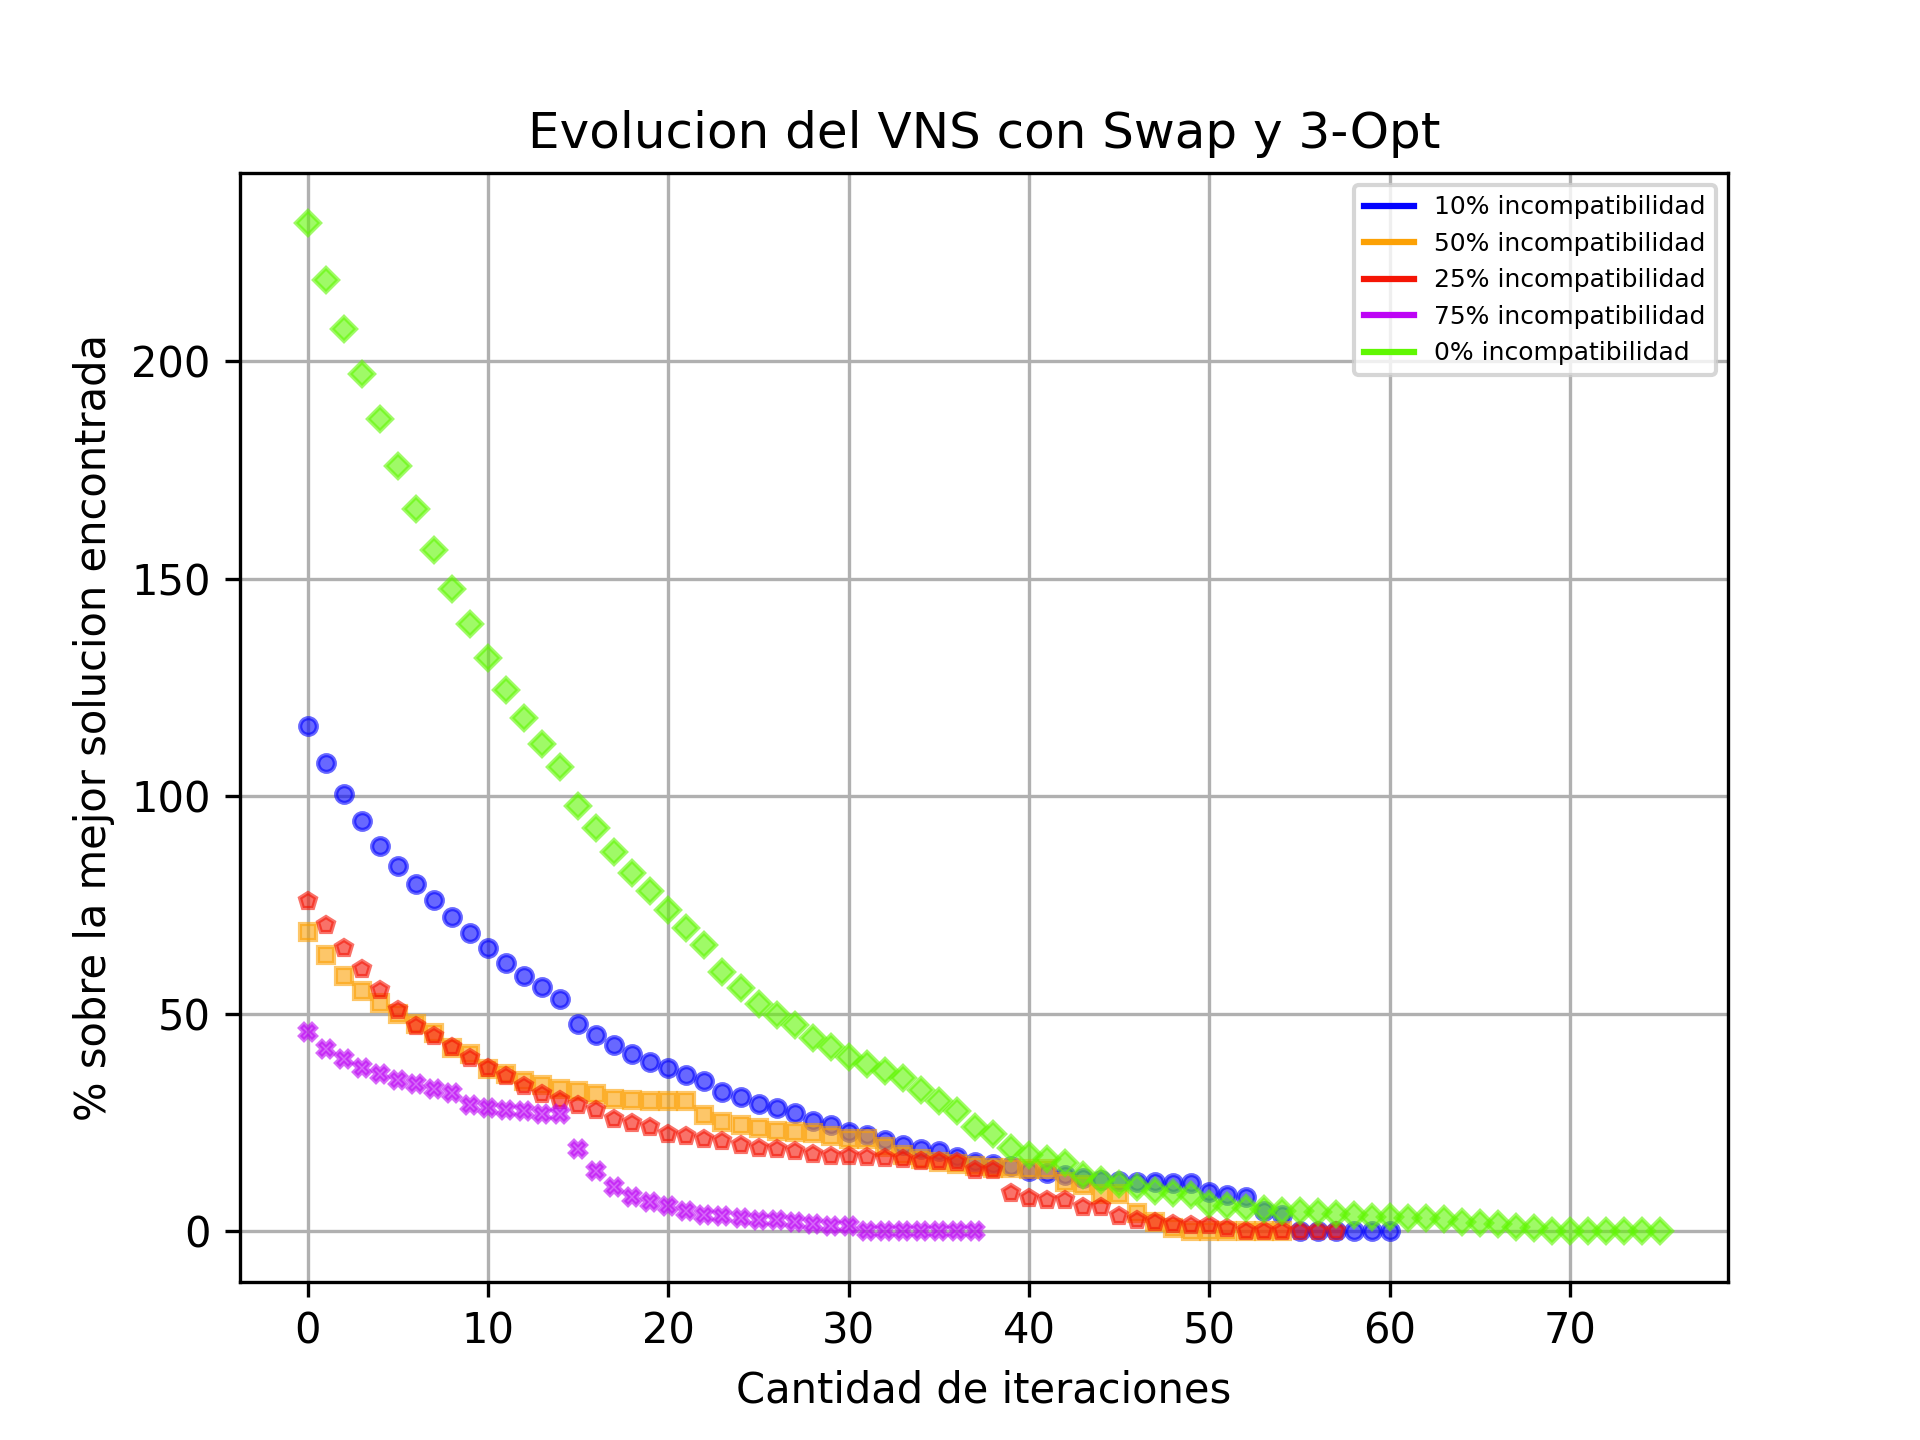 Evolucion del VNS con Swap y 3-Opt
10% incompatibilidad
50% incompatibilidad
25% incompatibilidad
75% incompatibilidad
0% incompatibilidad
% sobre la mejor solucion encontrada
200
150
100
50
0
0 10 20 30 40 50 60 70
Cantidad de iteraciones